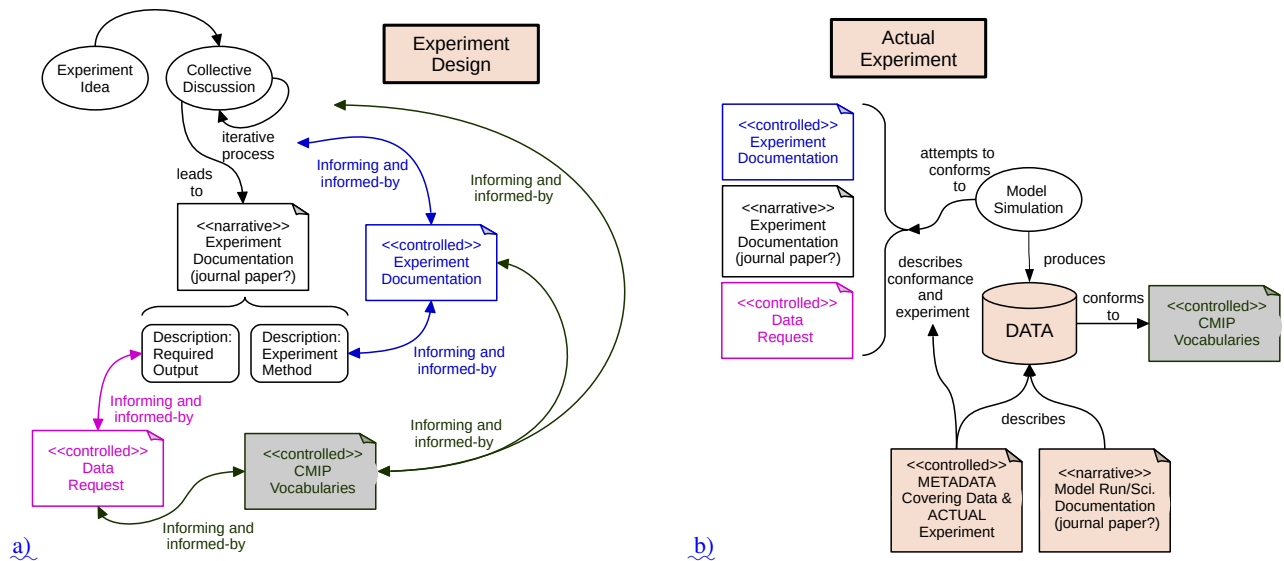 Experiment
Design
Experiment
Idea
Collective
Discussion
iterative
process
leads
to
Informing and
informed-by
Informing and
informed-by
<<narrative>>
Experiment
Documentation
(journal paper?)
<<controlled>>
Experiment
Documentation
Description:
Required
Output
Description:
Experiment
Method
Informing and
informed-by
Informing and
informed-by
Informing and
informed-by
<<controlled>>
Data
Request
<<controlled>>
CMIP
Vocabularies
Informing and
informed-by
a)
Actual
Experiment
<<controlled>>
Experiment
Documentation
<<narrative>>
Experiment
Documentation
(journal paper?)
<<controlled>>
Data
Request
attempts to
conforms
to
Model
Simulation
describes
conformance
and
experiment
produces
DATA
conforms
to
<<controlled>>
CMIP
Vocabularies
describes
<<controlled>>
METADATA
Covering Data &
ACTUAL
Experiment
<<narrative>>
Model Run/Sci.
Documentation
(journal paper?)
b)